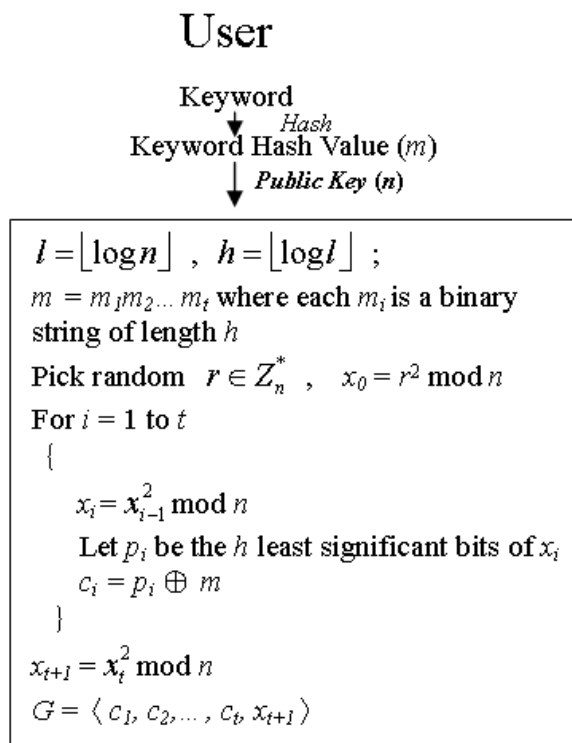 User
Keyword
Hash
Keyword Hash Value (m)
Public Key (n)
l = ⌊log n⌋ , h = ⌊log l⌋ ;
m = m₁m₂... mₜ where each mᵢ is a binary
string of length h
Pick random r ∈ Zₙ* , x₀ = r² mod n
For i = 1 to t
{
xᵢ = x²ᵢ₋₁ mod n
Let pᵢ be the h least significant bits of xᵢ
cᵢ = pᵢ ⊕ m
}
xₜ₊₁ = xₜ² mod n
G = ⟨ c₁, c₂,... , cₜ, xₜ₊₁ ⟩